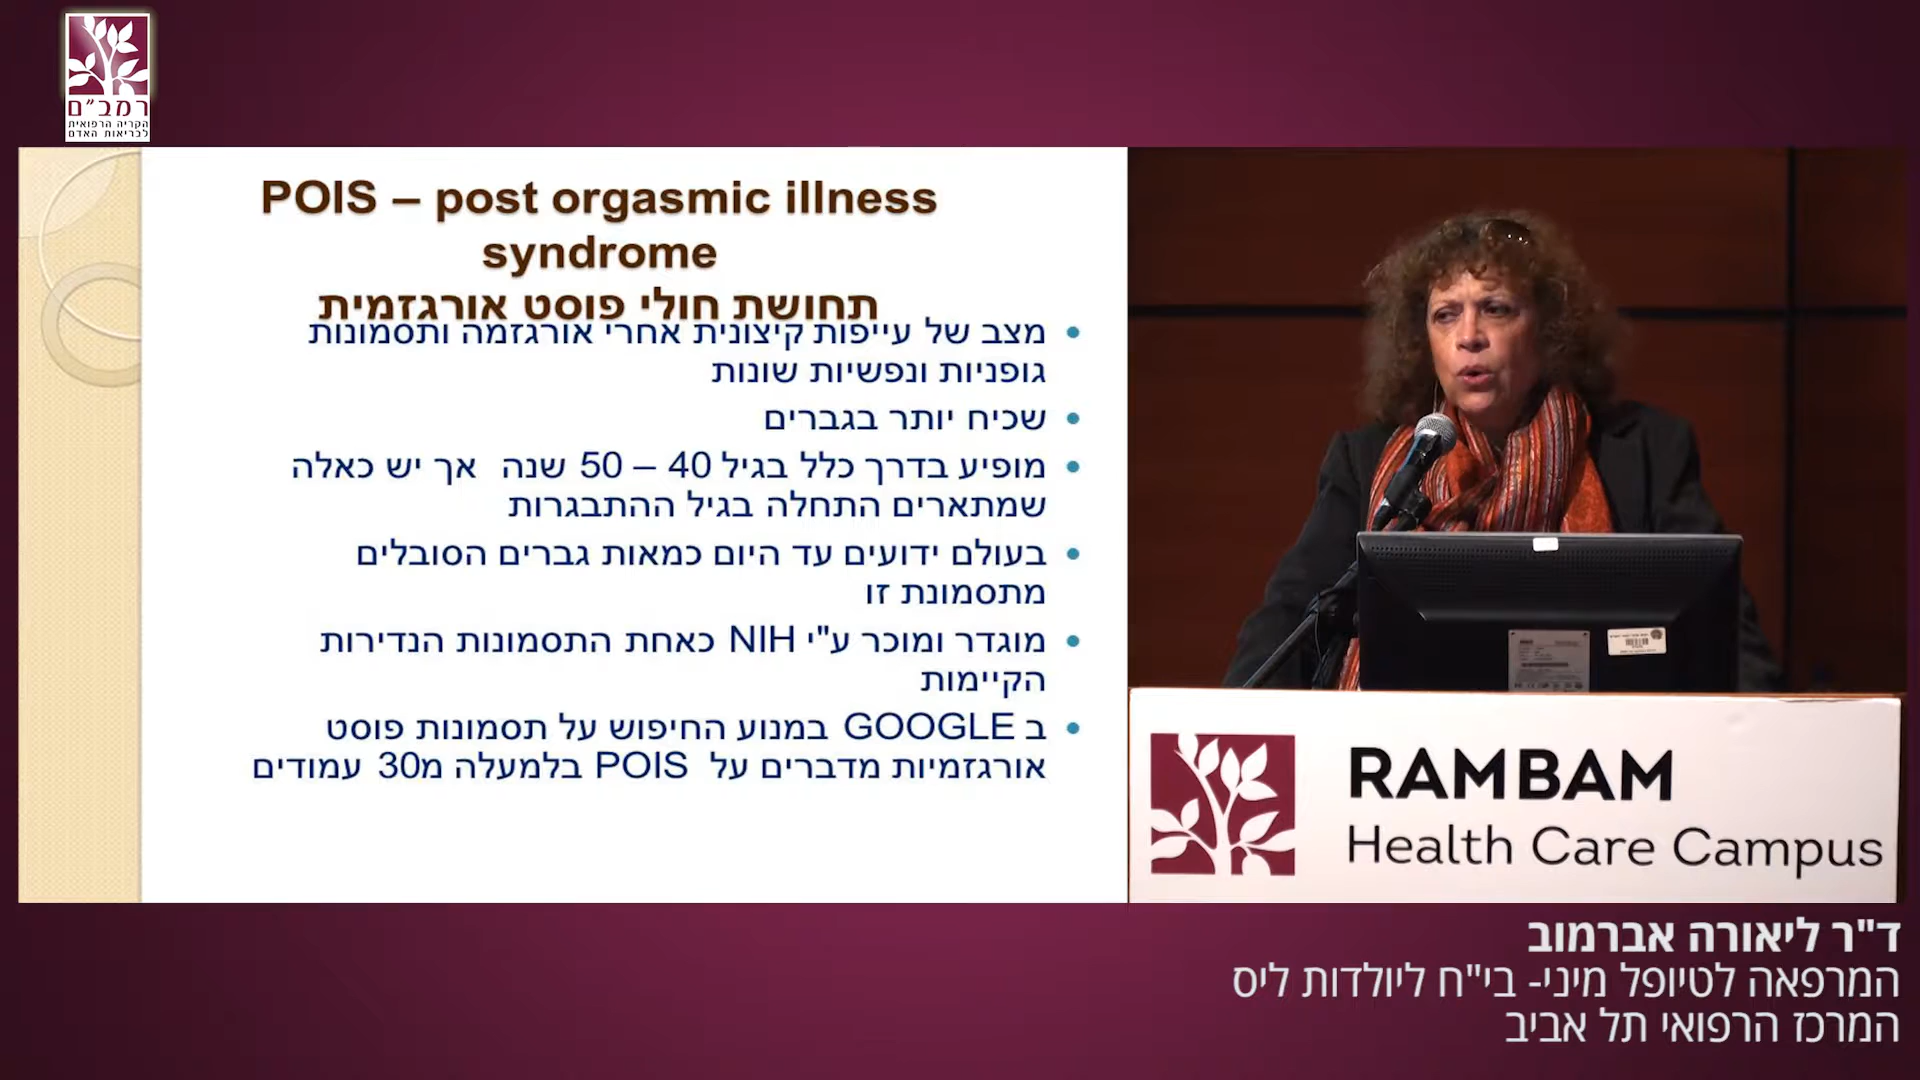 רמב״ם
הקריה הרפואית
לבריאות האדם
POIS – post orgasmic illness
syndrome
תחושת חולי פוסט אורגזמית
• מצב של עייפות קיצונית אחרי אורגזמה ותסמונות
גופניות ונפשיות שונות
• שכיח יותר בגברים
• מופיע בדרך כלל בגיל 40 – 50 שנה אך יש כאלה
שמתארים התחלה בגיל ההתבגרות
• בעולם ידועים עד היום כמאות גברים הסובלים
מתסמונת זו
• מוגדר ומוכר ע"י NIH כאחת התסמונות הנדירות
הקיימות
• ב GOOGLE במנוע החיפוש על תסמונות פוסט
אורגזמיות מדברים על POIS בלמעלה מ30 עמודים
RAMBAM
Health Care Campus
ד"ר ליאורה אברמוב
המרפאה לטיופל מיני- בי"ח ליולדות ליס
המרכז הרפואי תל אביב